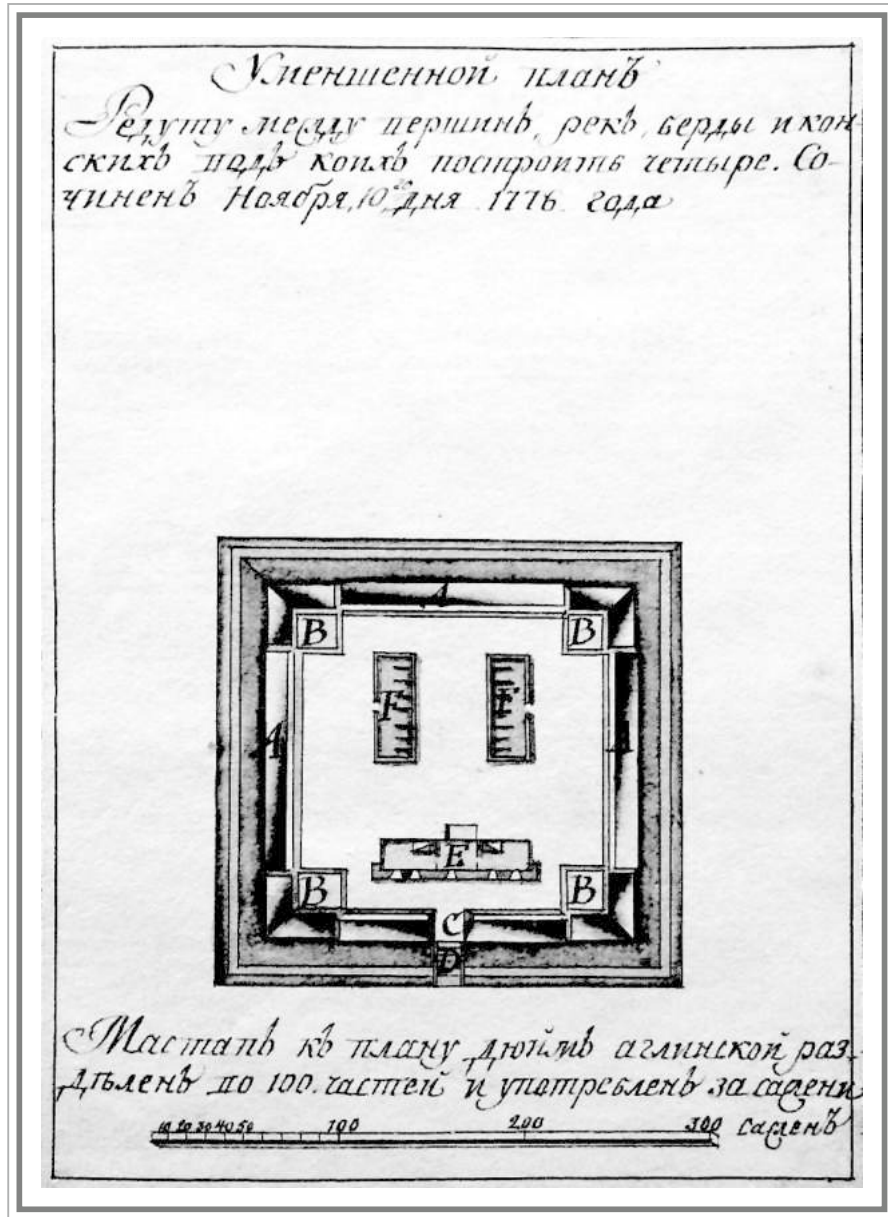 Уменшенной планъ
Редуту между вершинъ, рекъ, берды и кон-
скихъ водъ коихъ построить четыре. Со-
чиненъ Ноября, 10го дня 1776 года
A
B B
F F
A A
E
B B
C
D
Мастапъ къ плану дюймъ аглинской раз-
дѣленъ по 100. частей и употребленъ за сажени
10 20 30 40 50 100 200 300 саженъ